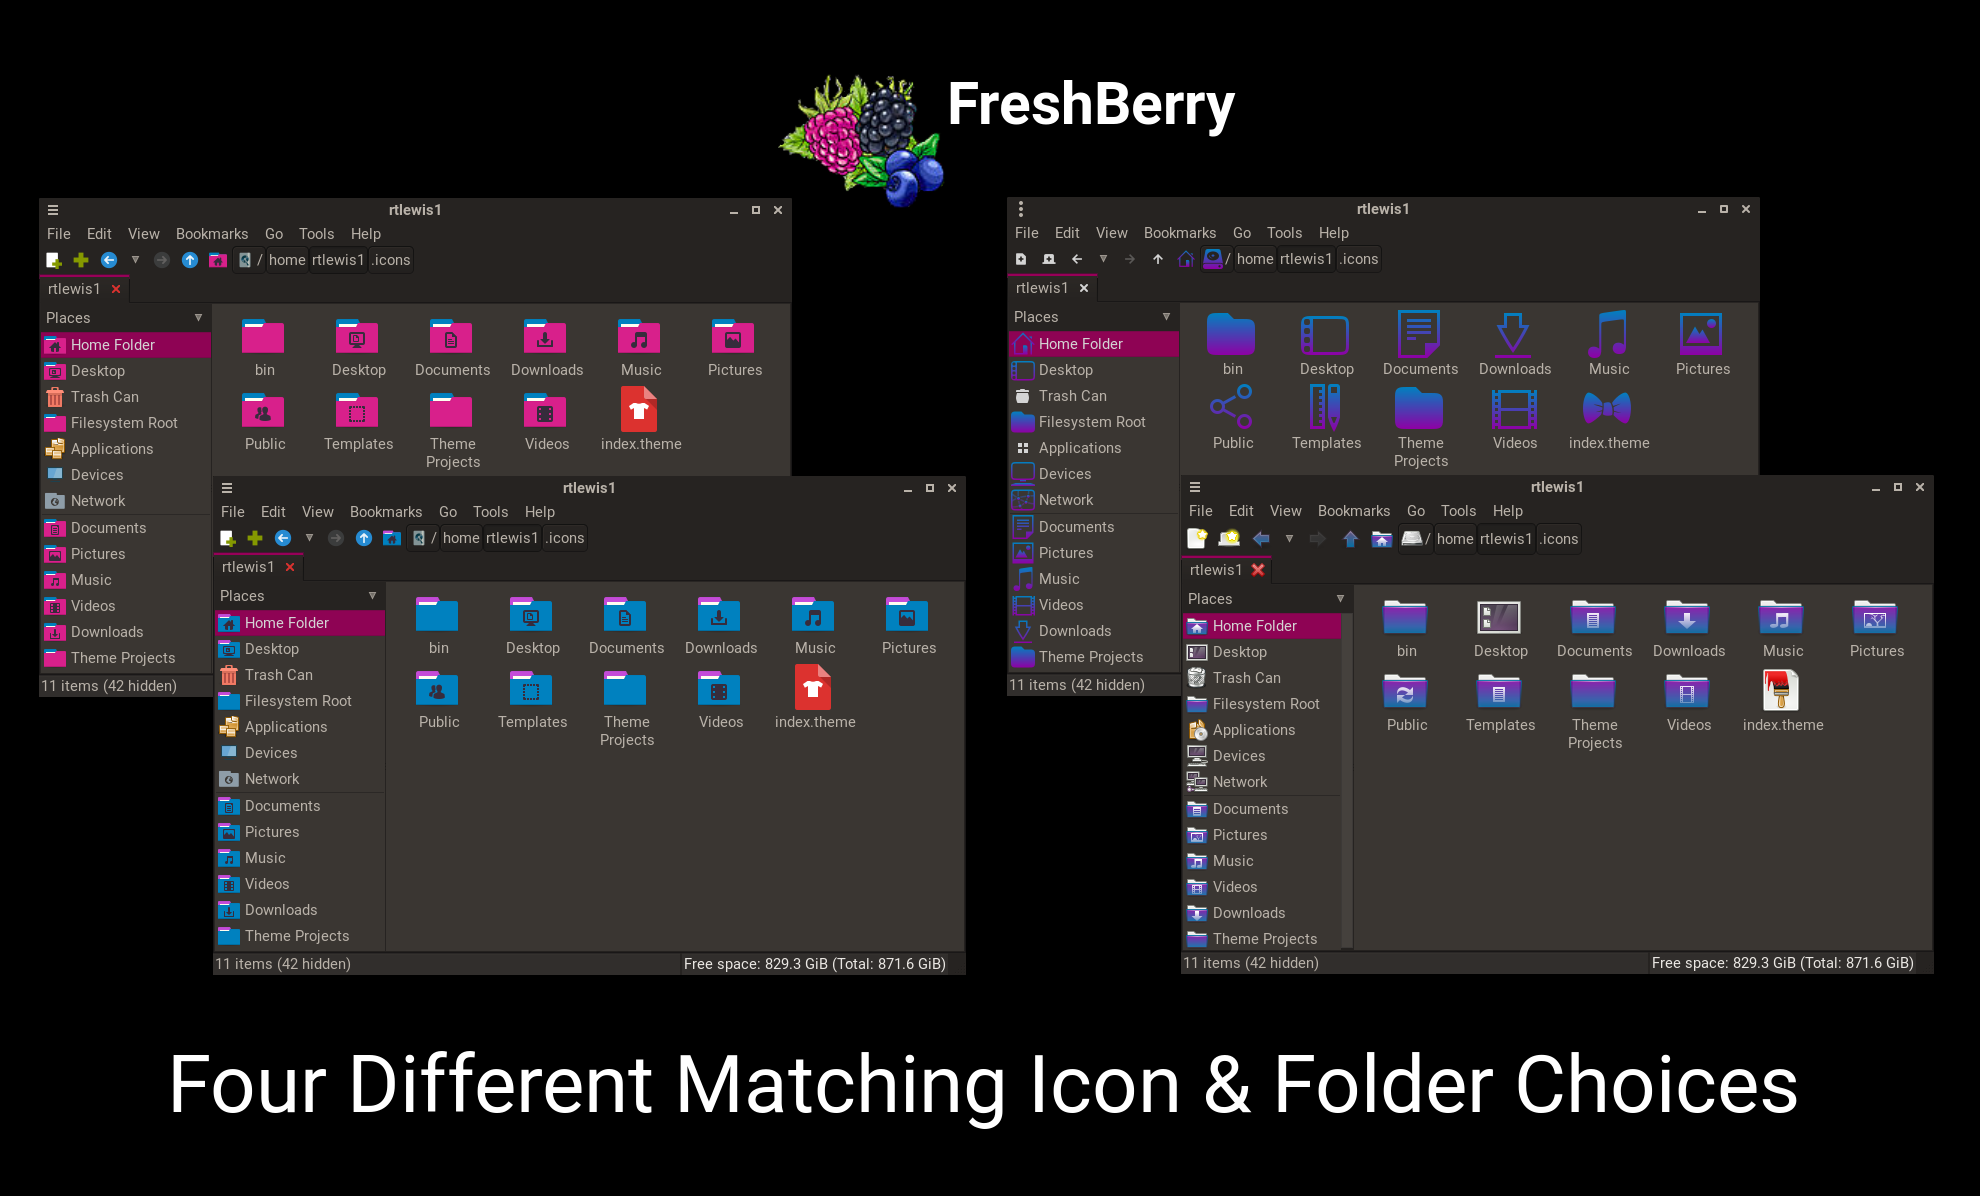 FreshBerry
rtlewis1
File Edit View Bookmarks Go Tools Help
/ home rtlewis1 .icons
rtlewis1
Places
Home Folder
Desktop
Trash Can
Filesystem Root
Applications
Devices
Network
Documents
Pictures
Music
Videos
Downloads
Theme Projects
bin Desktop Documents Downloads Music Pictures
Public Templates Theme Projects Videos index.theme
11 items (42 hidden)
rtlewis1
File Edit View Bookmarks Go Tools Help
/ home rtlewis1 .icons
rtlewis1
Places
Home Folder
Desktop
Trash Can
Filesystem Root
Applications
Devices
Network
Documents
Pictures
Music
Videos
Downloads
Theme Projects
bin Desktop Documents Downloads Music Pictures
Public Templates Theme Projects Videos index.theme
11 items (42 hidden) Free space: 829.3 GiB (Total: 871.6 GiB)
rtlewis1
File Edit View Bookmarks Go Tools Help
/ home rtlewis1 .icons
rtlewis1
Places
Home Folder
Desktop
Trash Can
Filesystem Root
Applications
Devices
Network
Documents
Pictures
Music
Videos
Downloads
Theme Projects
bin Desktop Documents Downloads Music Pictures
Public Templates Theme Projects Videos index.theme
11 items (42 hidden)
rtlewis1
File Edit View Bookmarks Go Tools Help
/ home rtlewis1 .icons
rtlewis1
Places
Home Folder
Desktop
Trash Can
Filesystem Root
Applications
Devices
Network
Documents
Pictures
Music
Videos
Downloads
Theme Projects
bin Desktop Documents Downloads Music Pictures
Public Templates Theme Projects Videos index.theme
11 items (42 hidden) Free space: 829.3 GiB (Total: 871.6 GiB)
Four Different Matching Icon & Folder Choices